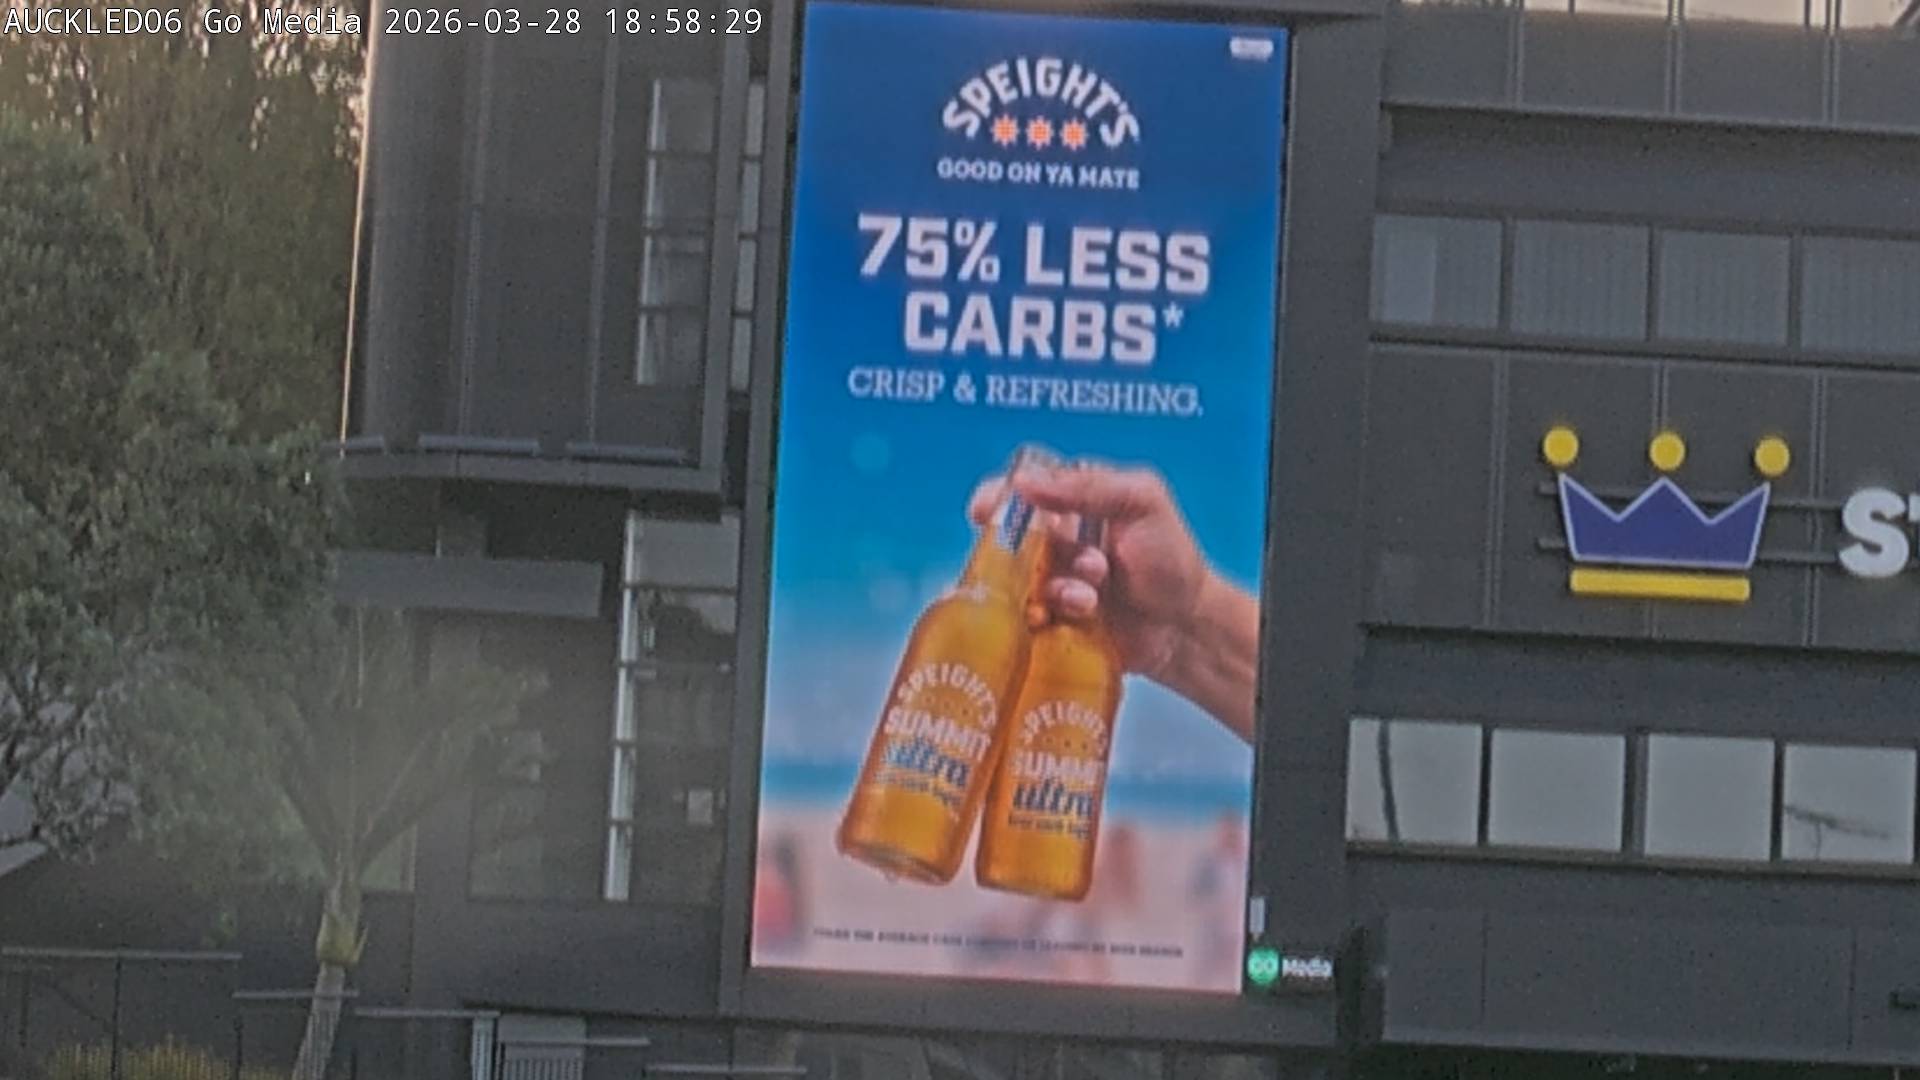 AUCKLED06 Go Media 2026-03-28 18:58:29
SPEIGHT'S
GOOD ON YA MATE
75% LESS
CARBS*
CRISP & REFRESHING.
SPEIGHT'S
SUMMIT
ultra
SPEIGHT'S
SUMMIT
ultra
GO Media